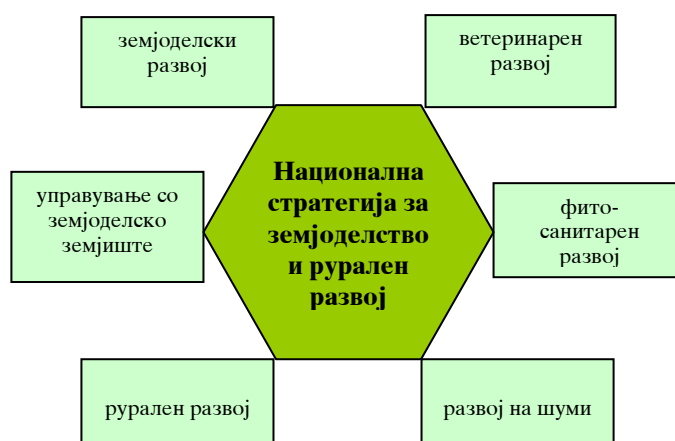 земјоделски
развој
ветеринарен
развој
Национална
стратегија за
земјоделство
и рурален
развој
управување со
земјоделско
земјиште
фито-
санитарен
развој
рурален развој
развој на шуми